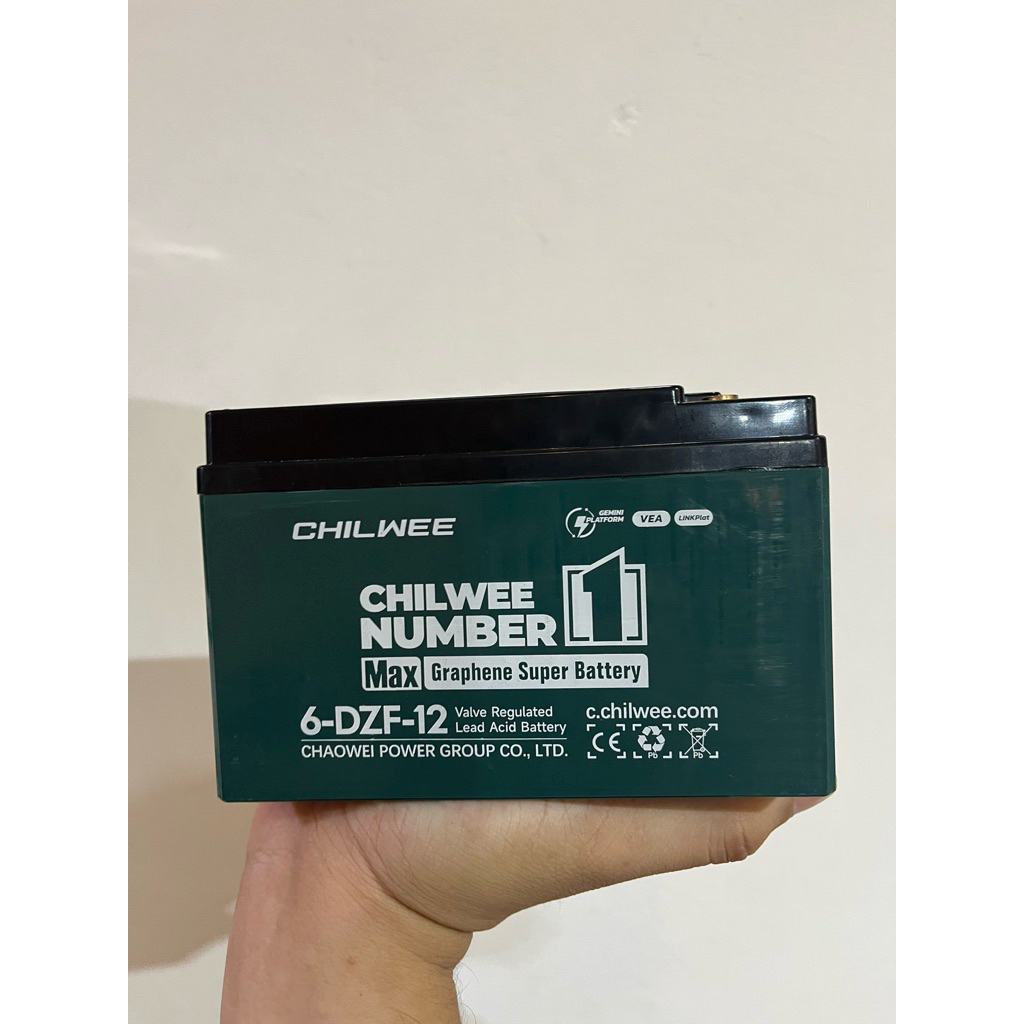 CHILWEE
GEMINI
PLATFORM
VEA
LINKPlat
CHILWEE
NUMBER 1
Max Graphene Super Battery
6-DZF-12
Valve Regulated
Lead Acid Battery
CHAOWEI POWER GROUP CO., LTD.
c.chilwee.com
CE
Pb
Pb